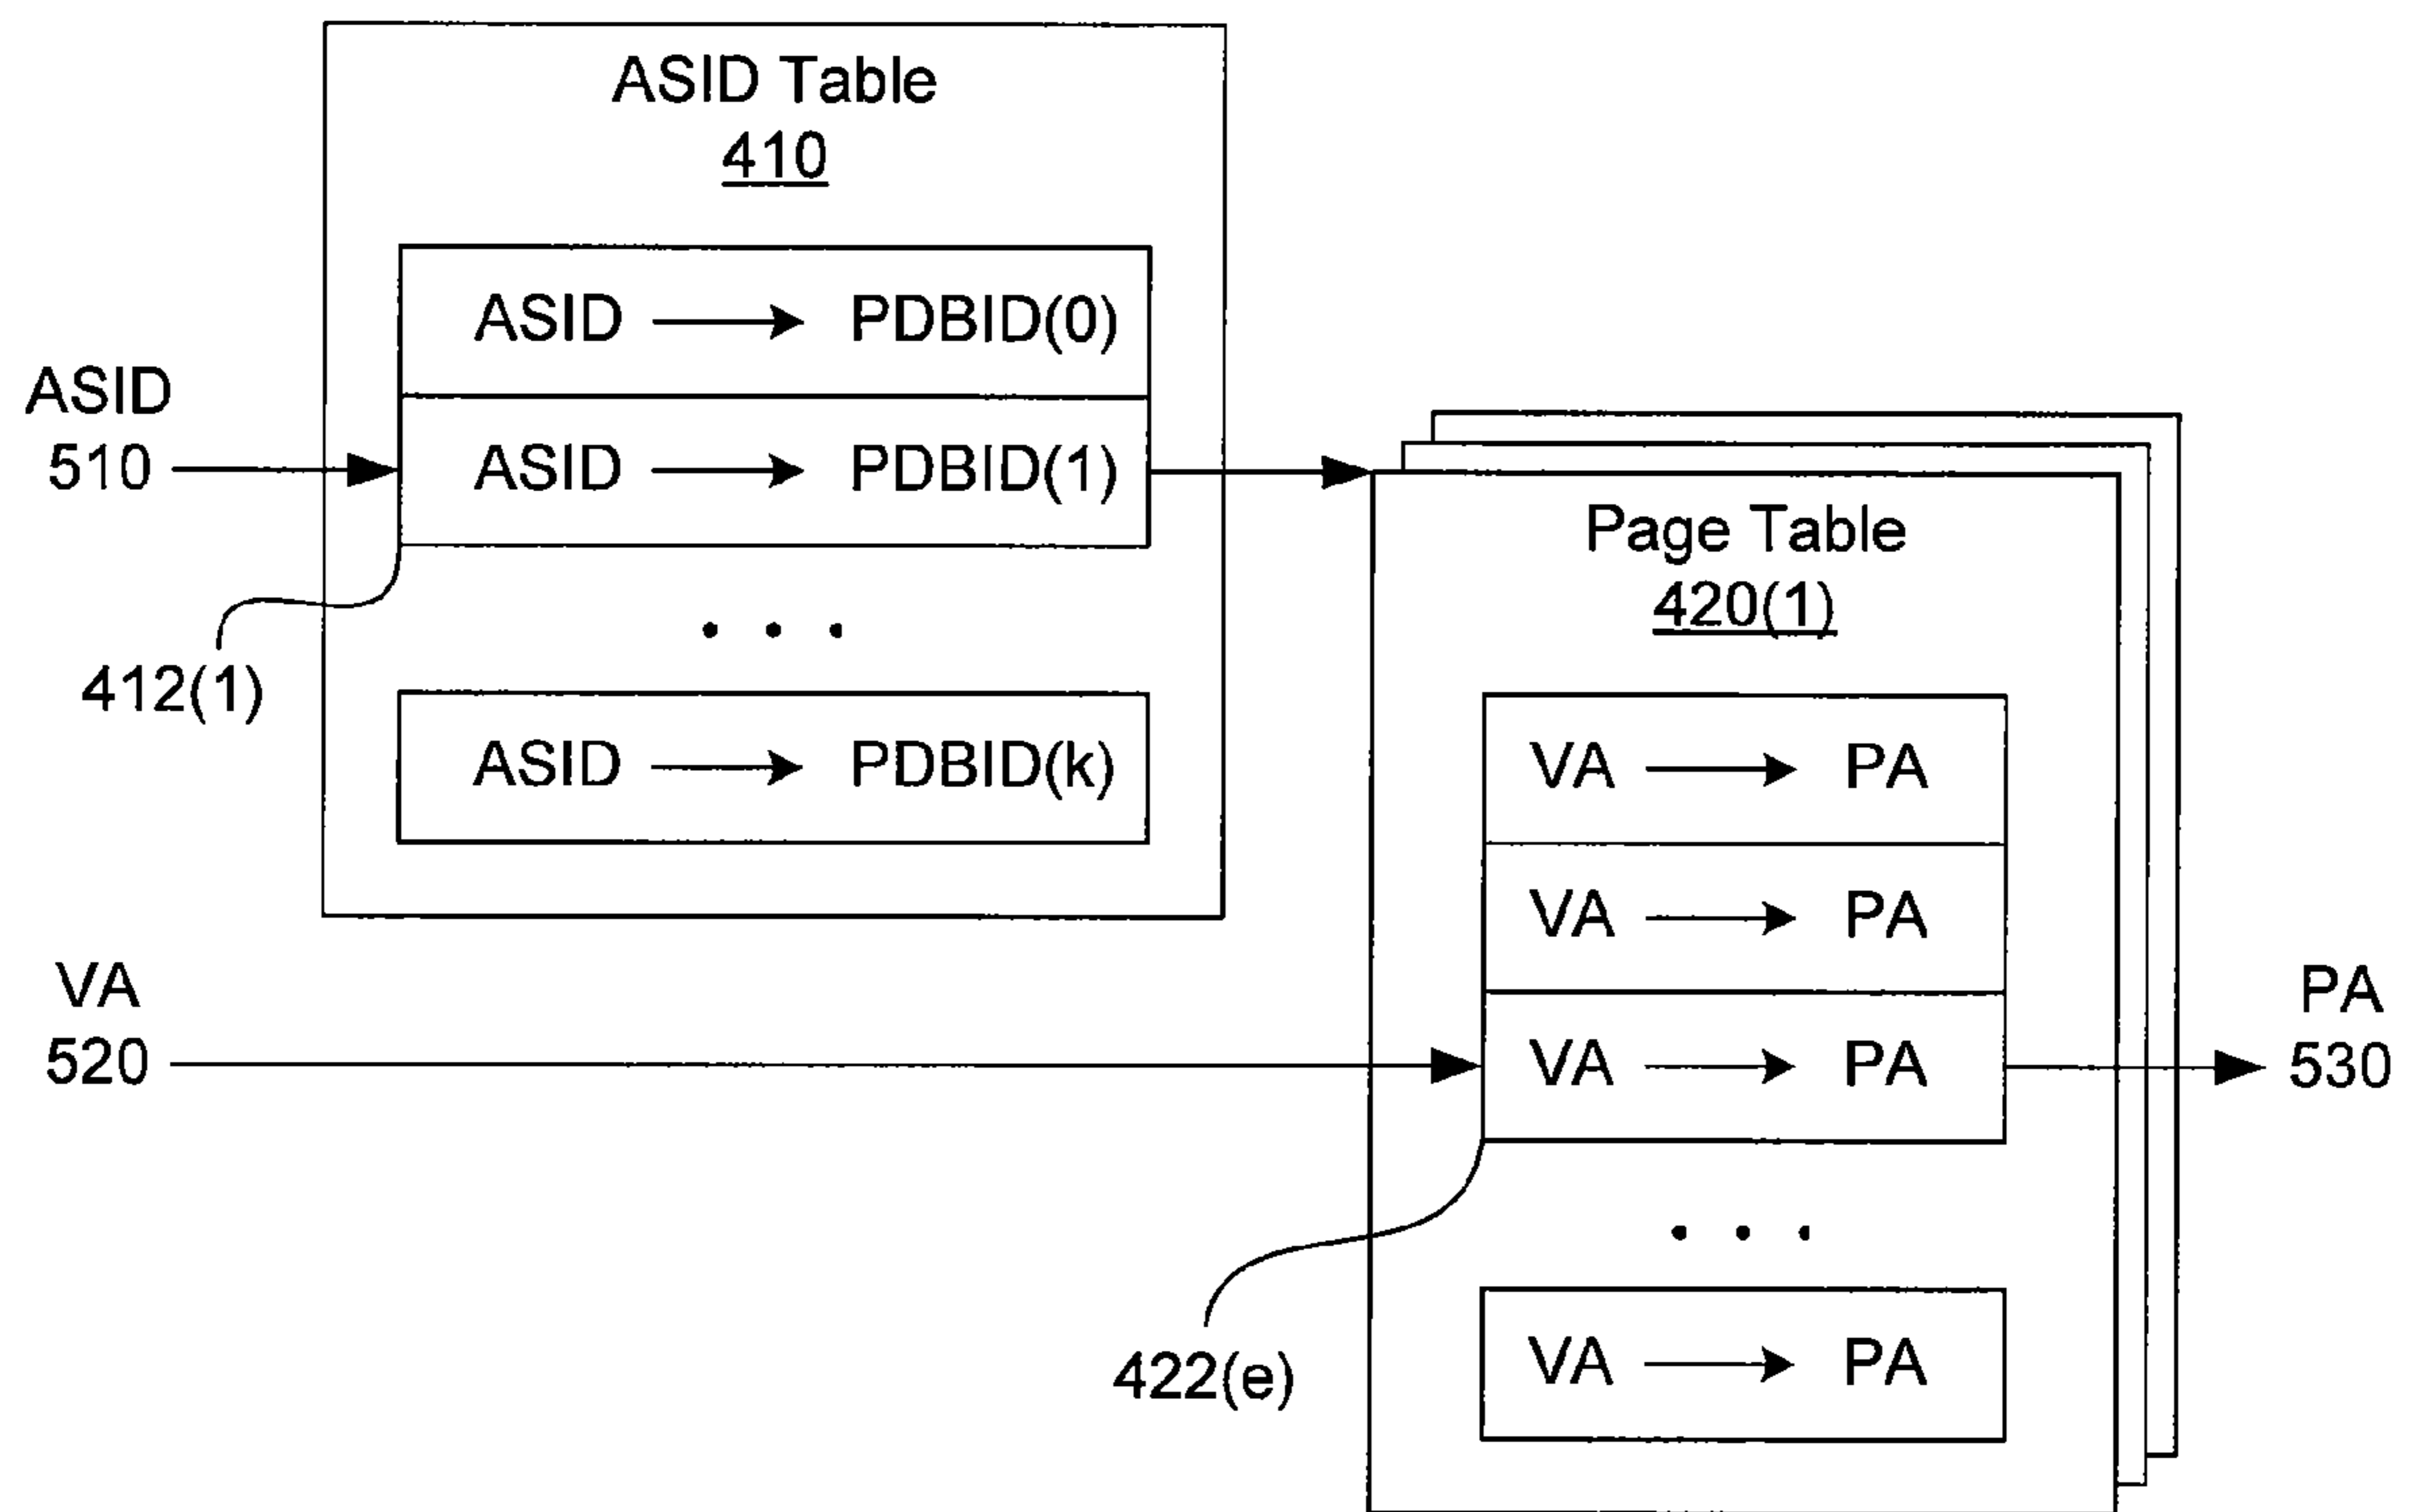 ASID Table
410
ASID → PDBID(0)
ASID
510
ASID → PDBID(1)
412(1)
. . .
ASID → PDBID(k)
Page Table
420(1)
VA → PA
VA → PA
VA
520
VA → PA
PA
530
422(e)
. . .
VA → PA